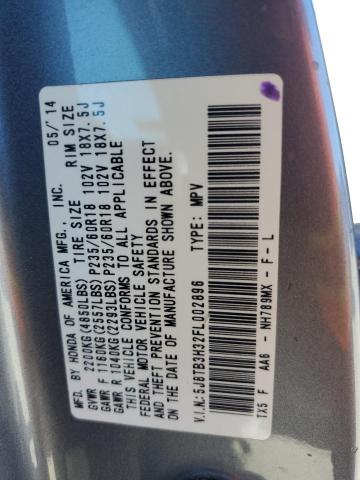 MFD. BY HONDA OF AMERICA MFG., INC. 05/'14
TIRE SIZE RIM SIZE
GVWR 2200KG(4850LBS)
GAWR F 1160KG(2557LBS) P235/60R18 102V 18X7.5J
GAWR R 1040KG(2293LBS) P235/60R18 102V 18X7.5J
THIS VEHICLE CONFORMS TO ALL APPLICABLE
FEDERAL MOTOR VEHICLE SAFETY AND
THEFT PREVENTION STANDARDS IN EFFECT
ON THE DATE OF MANUFACTURE SHOWN ABOVE.
V.I.N:5J8TB3H32FL002896 TYPE: MPV
TX5 F AA6 -NH789MX -F-L